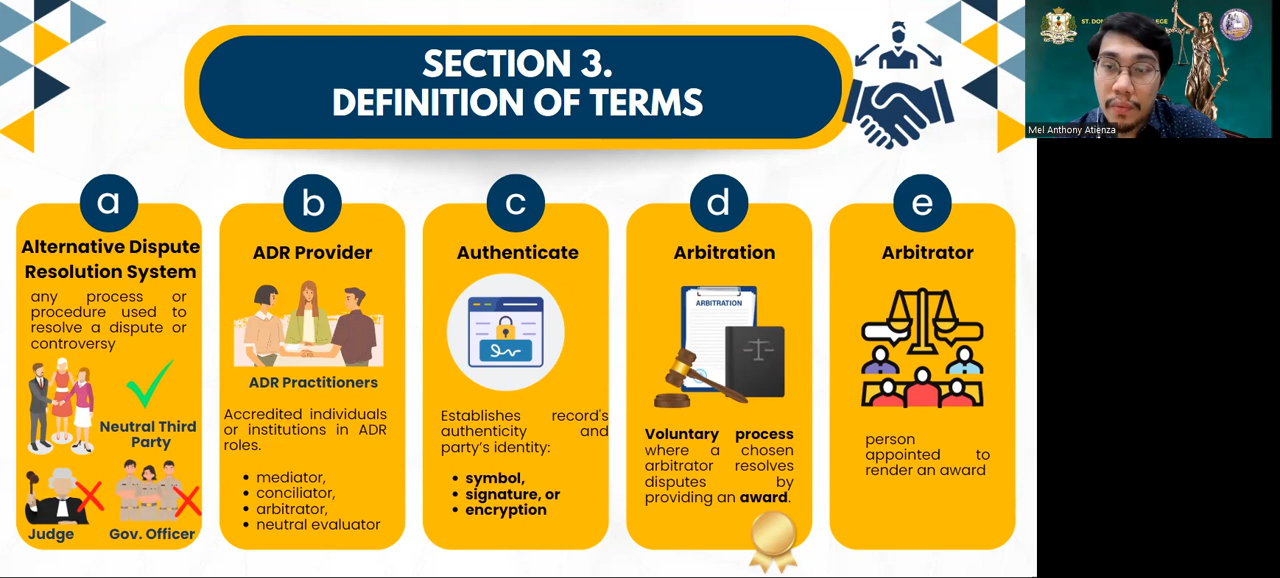 SECTION 3.
DEFINITION OF TERMS
ST. DO
EGE
Mel Anthony Atienza
a
Alternative Dispute
Resolution System
any process or
procedure used to
resolve a dispute or
controversy
Neutral Third
Party
Judge
Gov. Officer
b
ADR Provider
ADR Practitioners
Accredited individuals
or institutions in ADR
roles.
• mediator,
• conciliator,
• arbitrator,
• neutral evaluator
c
Authenticate
Establishes record's
authenticity and
party's identity:
• symbol,
• signature, or
• encryption
d
Arbitration
ARBITRATION
Voluntary process
where a chosen
arbitrator resolves
disputes by
providing an award.
e
Arbitrator
person
appointed to
render an award